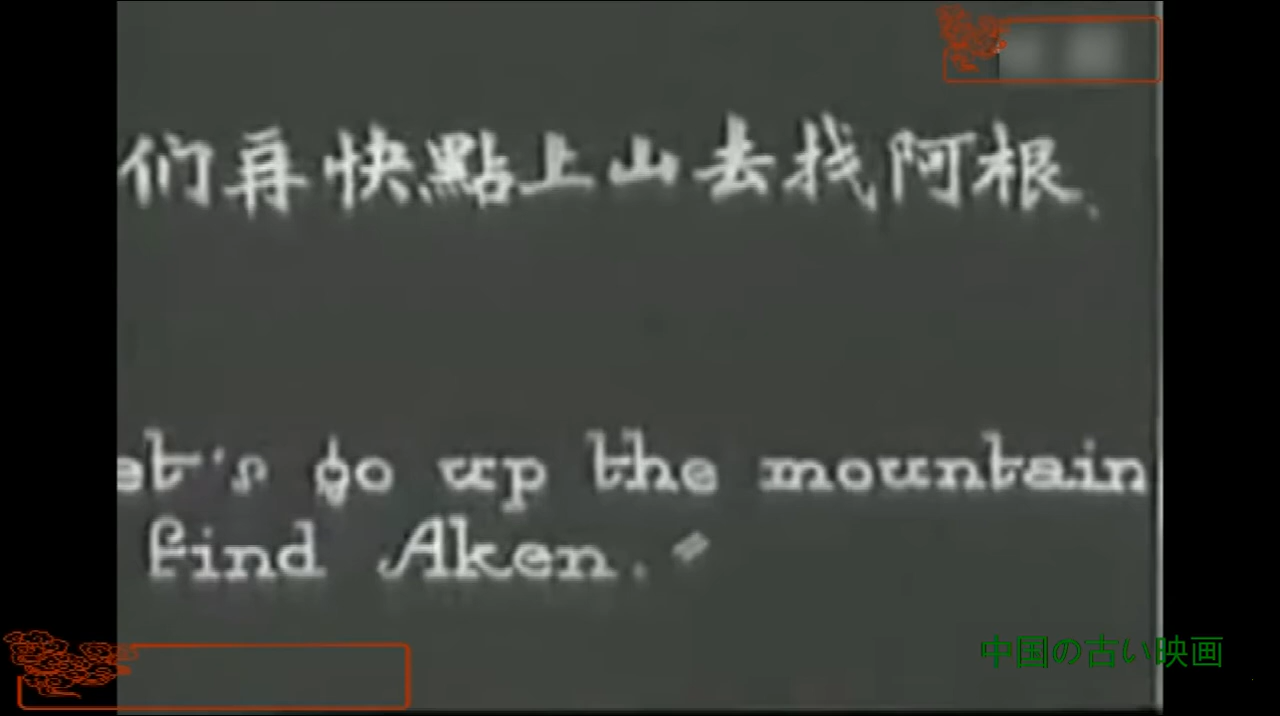 们再快點上山去找阿根、
et's go up the mountain
find Aken."
中国の古い映画